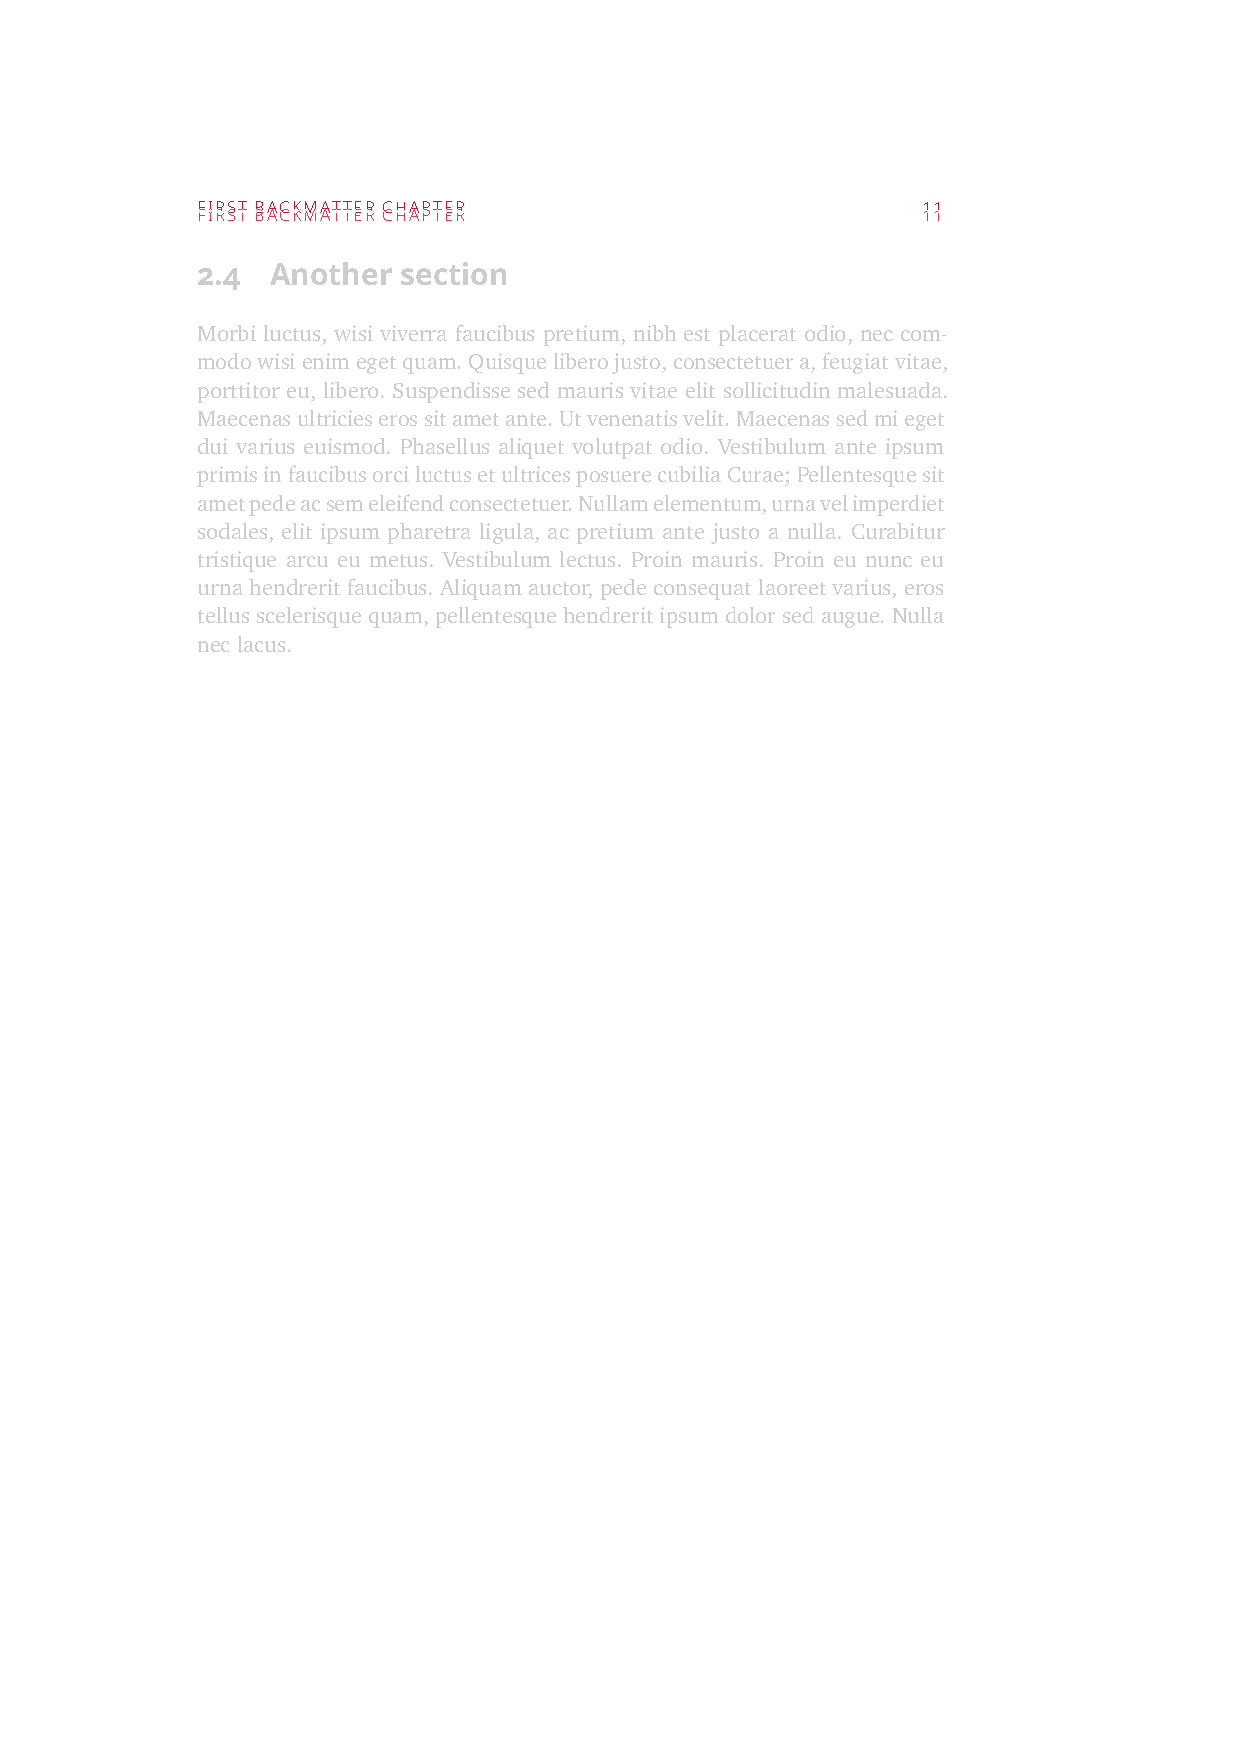 FIRST BACKMATTER CHAPTER 11
FIRST BACKMATTER CHAPTER 11
2.4 Another section
Morbi luctus, wisi viverra faucibus pretium, nibh est placerat odio, nec com-
modo wisi enim eget quam. Quisque libero justo, consectetuer a, feugiat vitae,
porttitor eu, libero. Suspendisse sed mauris vitae elit sollicitudin malesuada.
Maecenas ultricies eros sit amet ante. Ut venenatis velit. Maecenas sed mi eget
dui varius euismod. Phasellus aliquet volutpat odio. Vestibulum ante ipsum
primis in faucibus orci luctus et ultrices posuere cubilia Curae; Pellentesque sit
amet pede ac sem eleifend consectetuer. Nullam elementum, urna vel imperdiet
sodales, elit ipsum pharetra ligula, ac pretium ante justo a nulla. Curabitur
tristique arcu eu metus. Vestibulum lectus. Proin mauris. Proin eu nunc eu
urna hendrerit faucibus. Aliquam auctor, pede consequat laoreet varius, eros
tellus scelerisque quam, pellentesque hendrerit ipsum dolor sed augue. Nulla
nec lacus.